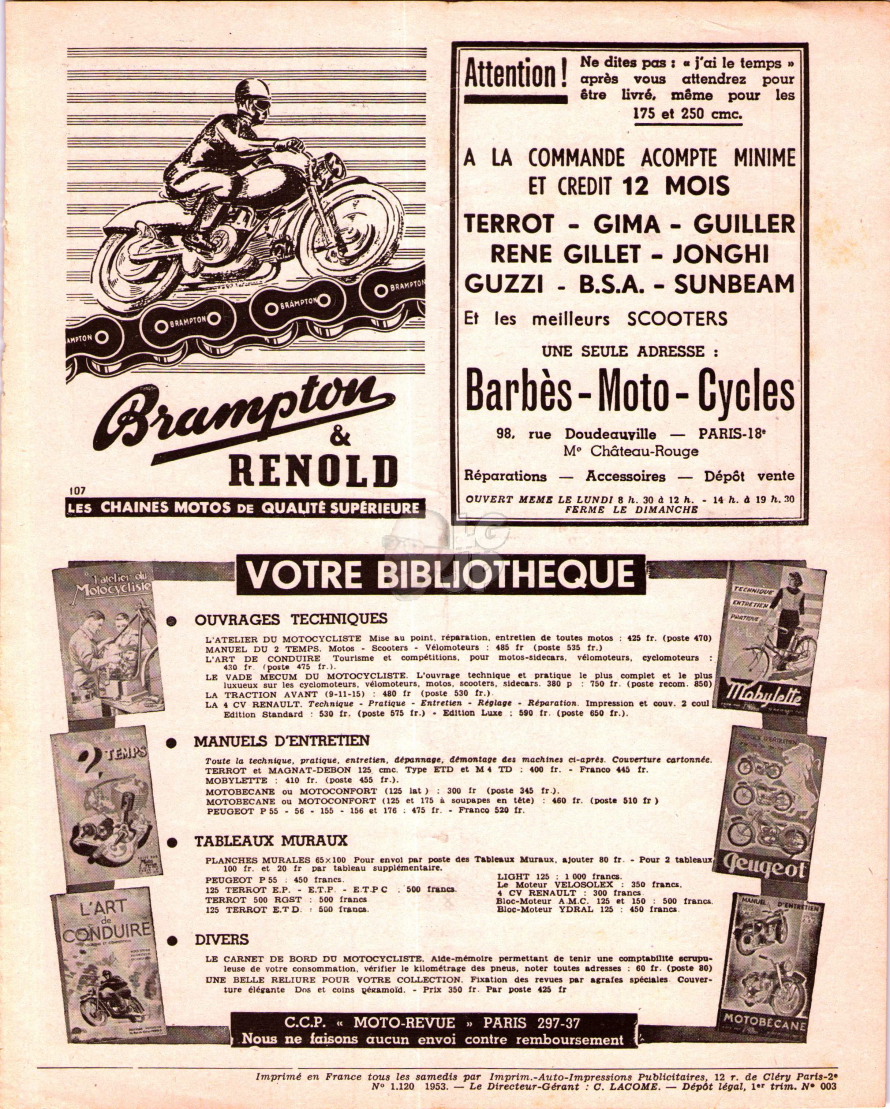 BRAMPTON
BRAMPTON
BRAMPTON
Brampton
&
RENOLD
107
LES CHAINES MOTOS DE QUALITÉ SUPÉRIEURE
Attention !
Ne dites pas : « j'ai le temps »
après vous attendrez pour
être livré, même pour les
175 et 250 cmc.
A LA COMMANDE ACOMPTE MINIME
ET CREDIT 12 MOIS
TERROT - GIMA - GUILLER
RENE GILLET - JONGHI
GUZZI - B.S.A. - SUNBEAM
Et les meilleurs SCOOTERS
UNE SEULE ADRESSE :
Barbès - Moto - Cycles
98, rue Doudeauville — PARIS-18e
Mo Château-Rouge
Réparations — Accessoires — Dépôt vente
OUVERT MEME LE LUNDI 8 h. 30 à 12 h. - 14 h. à 19 h. 30
FERME LE DIMANCHE
VOTRE BIBLIOTHEQUE
l'atelier du
Motocycliste
2 TEMPS
L'ART
de
CONDUIRE
TECHNIQUE
ENTRETIEN
PRATIQUE
Mobylette
Peugeot
MANUEL D'ENTRETIEN
MOTOBÉCANE
● OUVRAGES TECHNIQUES
L'ATELIER DU MOTOCYCLISTE Mise au point, réparation, entretien de toutes motos : 425 fr. (poste 470)
MANUEL DU 2 TEMPS. Motos - Scooters - Vélomoteurs : 485 fr (poste 535 fr.)
L'ART DE CONDUIRE Tourisme et compétitions, pour motos-sidecars, vélomoteurs, cyclomoteurs :
430 fr. (poste 475 fr.).
LE VADE MECUM DU MOTOCYCLISTE. L'ouvrage technique et pratique le plus complet et le plus
luxueux sur les cyclomoteurs, vélomoteurs, motos, scooters, sidecars. 380 p : 750 fr. (poste recom. 850)
LA TRACTION AVANT (9-11-15) : 480 fr (poste 530 fr.).
LA 4 CV RENAULT. Technique - Pratique - Entretien - Réglage - Réparation. Impression et couv. 2 coul
Edition Standard : 530 fr. (poste 575 fr.) - Edition Luxe : 590 fr. (poste 650 fr.).
● MANUELS D'ENTRETIEN
Toute la technique, pratique, entretien, dépannage, démontage des machines ci-après. Couverture cartonnée.
TERROT et MAGNAT-DEBON 125 cmc. Type ETD et M 4 TD : 400 fr. - Franco 445 fr.
MOBYLETTE : 410 fr. (poste 455 fr.).
MOTOBECANE ou MOTOCONFORT (125 lat) : 300 fr (poste 345 fr.).
MOTOBECANE ou MOTOCONFORT (125 et 175 à soupapes en tête) : 460 fr. (poste 510 fr )
PEUGEOT P 55 - 56 - 155 - 156 et 176 : 475 fr. - Franco 520 fr.
● TABLEAUX MURAUX
PLANCHES MURALES 65×100 Pour envoi par poste des Tableaux Muraux, ajouter 80 fr. - Pour 2 tableaux
100 fr. et 20 fr par tableau supplémentaire.
PEUGEOT P 55 : 450 francs.
125 TERROT E.P. - E.T.P. - E.T.P C : 500 francs.
TERROT 500 RGST : 500 francs
125 TERROT E.T D. : 500 francs.
LIGHT 125 : 1 000 francs.
Le Moteur VELOSOLEX : 350 francs.
4 CV RENAULT : 300 francs
Bloc-Moteur A.M.C. 125 et 150 : 500 francs.
Bloc-Moteur YDRAL 125 : 450 francs.
● DIVERS
LE CARNET DE BORD DU MOTOCYCLISTE. Aide-mémoire permettant de tenir une comptabilité scrupu-
leuse de votre consommation, vérifier le kilométrage des pneus, noter toutes adresses : 60 fr. (poste 80)
UNE BELLE RELIURE POUR VOTRE COLLECTION. Fixation des revues par agrafes spéciales Couver-
ture élégante Dos et coins pégamoïd. - Prix 350 fr. Par poste 425 fr
C.C.P. « MOTO-REVUE » PARIS 297-37
Nous ne faisons aucun envoi contre remboursement
Imprimé en France tous les samedis par Imprim.-Auto-Impressions Publicitaires, 12 r. de Cléry Paris-2e
No 1.120 1953. — Le Directeur-Gérant : C. LACOME. — Dépôt légal, 1er trim. No 003